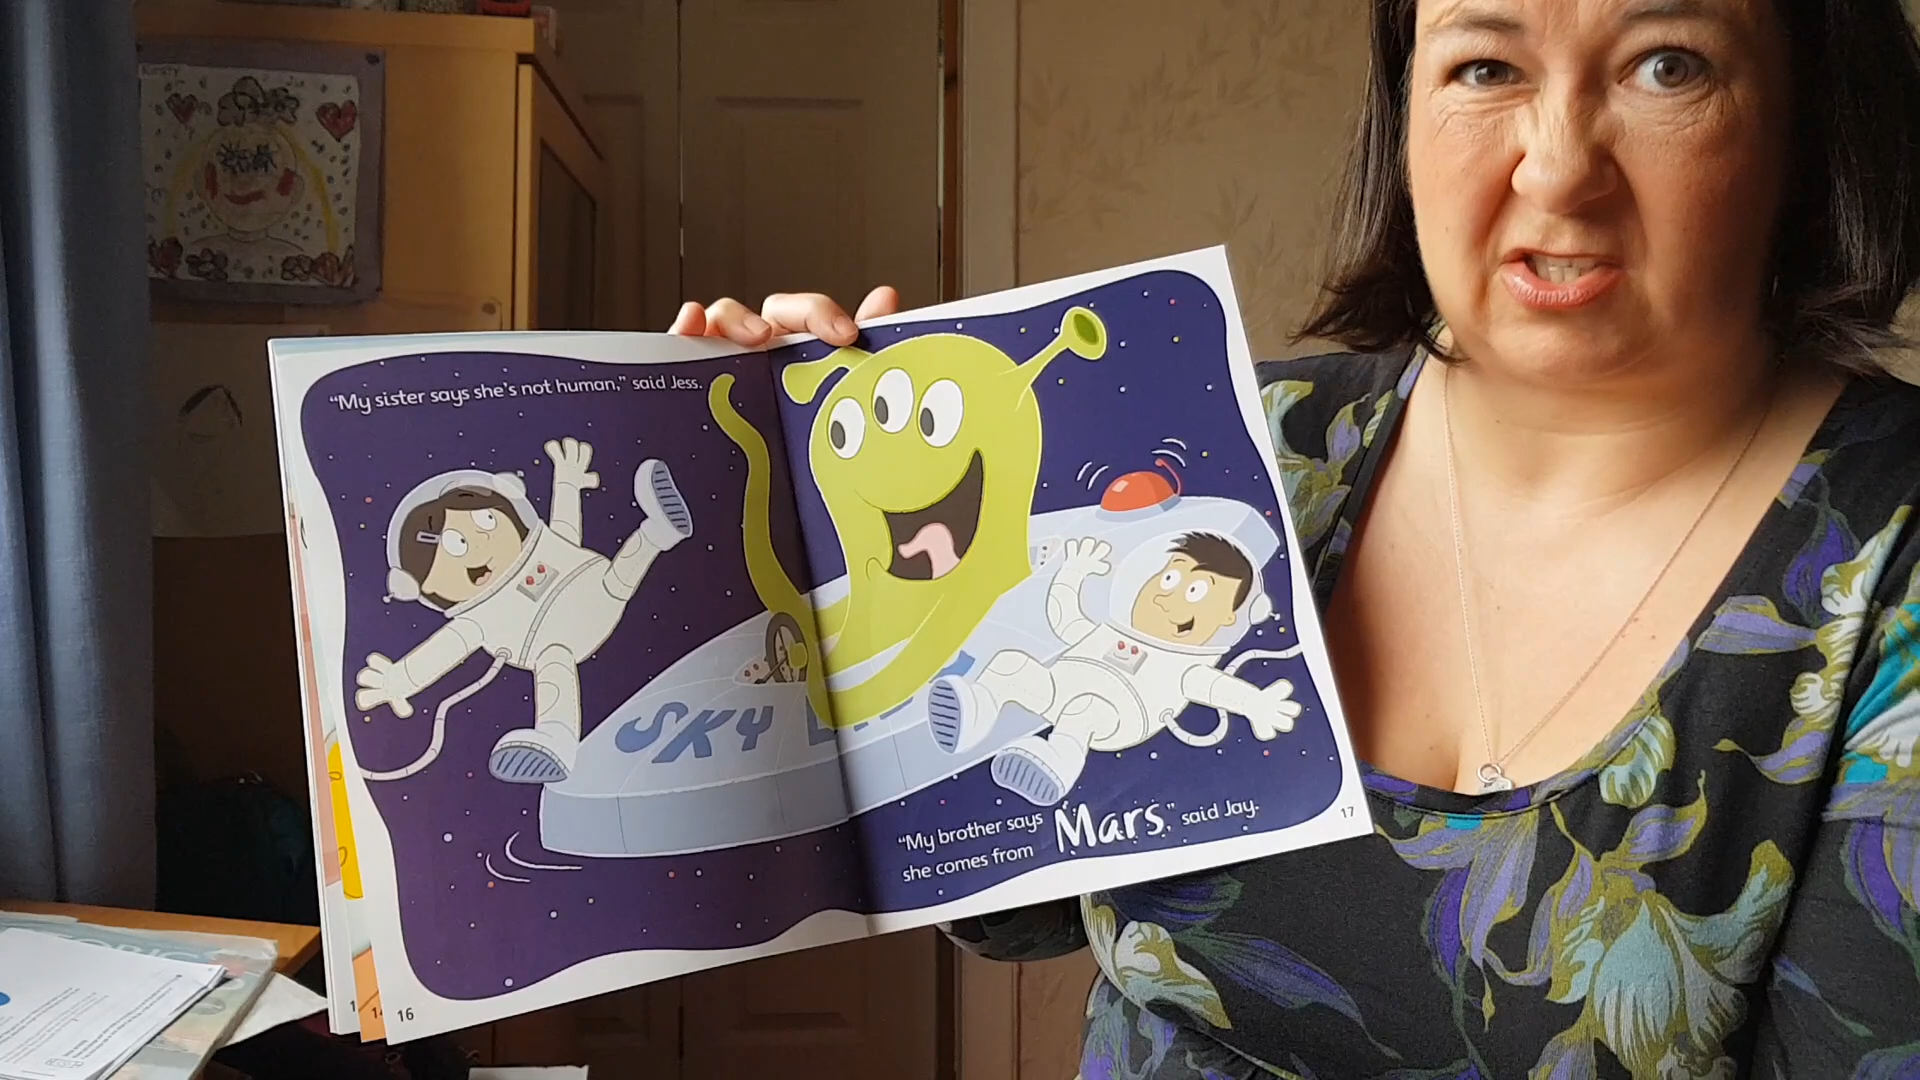 Kirsty
"My sister says she's not human," said Jess.
SKY
"My brother says Mars," said Jay.
she comes from
17
16